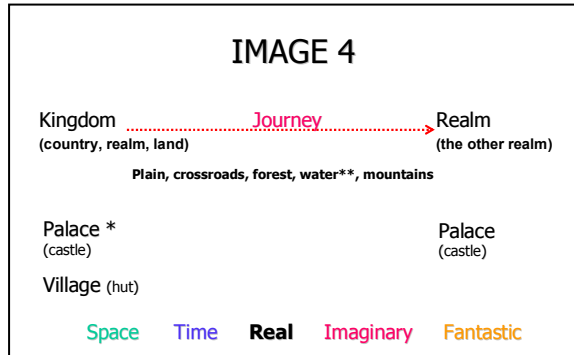 IMAGE 4
Kingdom Journey Realm
(country, realm, land) (the other realm)
Plain, crossroads, forest, water**, mountains
Palace * Palace
(castle) (castle)
Village (hut)
Space Time Real Imaginary Fantastic